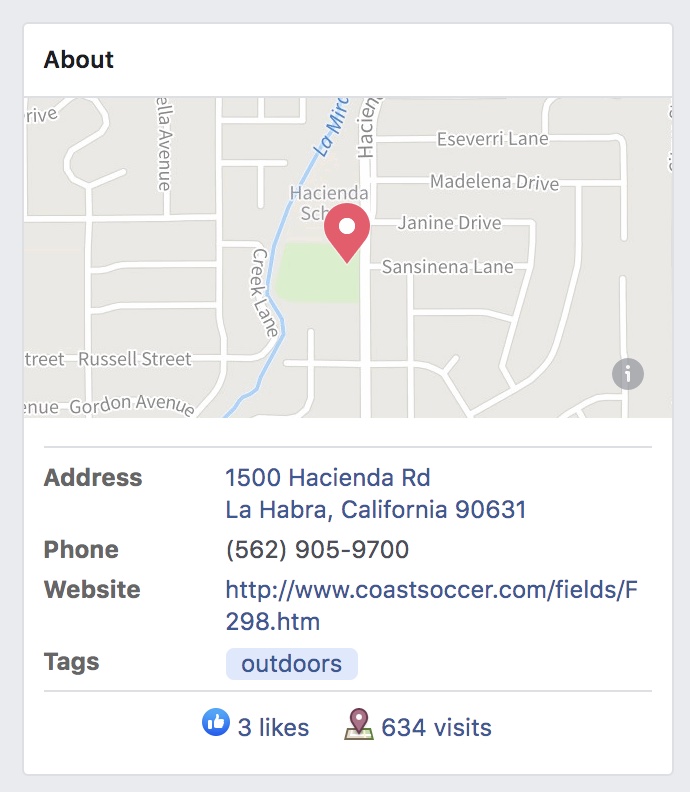 About
rive
ella Avenue
La-Mira
Hacien
Eseverri Lane
Madelena Drive
Hacienda
Sch
Janine Drive
Sansinena Lane
Creek Lane
treet
Russell Street
enue
Gordon Avenue
i
Address
1500 Hacienda Rd
La Habra, California 90631
Phone
(562) 905-9700
Website
http://www.coastsoccer.com/fields/F
298.htm
Tags
outdoors
3 likes
634 visits